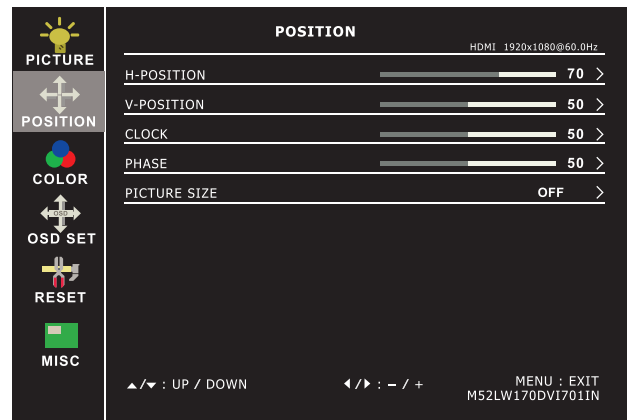 PICTURE
POSITION
COLOR
OSD
OSD SET
RESET
MISC
POSITION
HDMI 1920x1080@60.0Hz
H-POSITION 70 >
V-POSITION 50 >
CLOCK 50 >
PHASE 50 >
PICTURE SIZE OFF >
▲/▼ : UP / DOWN ◀/▶ : – / + MENU : EXIT
M52LW170DVI701IN